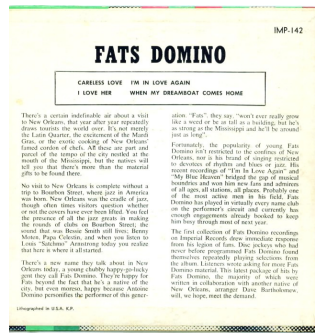 IMP-142
FATS DOMINO
CARELESS LOVE I'M IN LOVE AGAIN
I LOVE HER WHEN MY DREAMBOAT COMES HOME
There's a certain indefinable air about a visit
to New Orleans, that year after year repeatedly
draws tourists the world over. It's not merely
the Latin Quarter, the excitement of the Mardi
Gras, or the exotic cooking of New Orleans'
famed cordon of chefs. All these are part and
parcel of the tempo of the city nestled at the
mouth of the Mississippi, but the natives will
tell you that there's more than the material
gifts to be found there.
No visit to New Orleans is complete without a
trip to Bourbon Street, where jazz in America
was born. New Orleans was the cradle of jazz,
though often times visitors question whether
or not the covers have ever been lifted. You feel
the presence of all the jazz greats in making
the rounds of clubs on Bourbon Street; the
sound that was Bessie Smith still lives; Benny
Moten, Papa Celestin, and when you listen to
Louis "Satchmo" Armstrong today you realize
that here is where it all started.
There's a new name they talk about in New
Orleans today, a young chubby happy-go-lucky
gent they call Fats Domino. They're happy for
Fats beyond the fact that he's a native of the
city, but even moreso, happy because Antoine
Domino personifies the performer of this gener-
ation. "Fats", they say, "won't ever really grow
like a weed or be as tall as a building, but he's
as strong as the Mississippi and he'll be around
just as long".
Fortunately, the popularity of young Fats
Domino isn't restricted to the confines of New
Orleans, nor is his brand of singing restricted
to devotees of rhythm and blues or jazz. His
recent recordings of "I'm In Love Again" and
"My Blue Heaven" bridged the gap of musical
boundries and won him new fans and admirers
of all ages, all stations, all places. Probably one
of the most active men in his field, Fats
Domino has played in virtually every name club
on the performer's circuit and currently has
enough engagements already booked to keep
him busy through most of next year.
The first collection of Fats Domino recordings
on Imperial Records drew immediate response
from his legion of fans. Disc jockeys who had
never before programmed Fats Domino found
themselves repeatedly playing selections from
the album. Listeners wrote asking for more Fats
Domino material. This latest package of hits by
Fats Domino, the majority of which were
written in collaboration with another native of
New Orleans, arranger Dave Bartholomew,
will, we hope, meet the demand.
Lithographed in U.S.A. K.P.